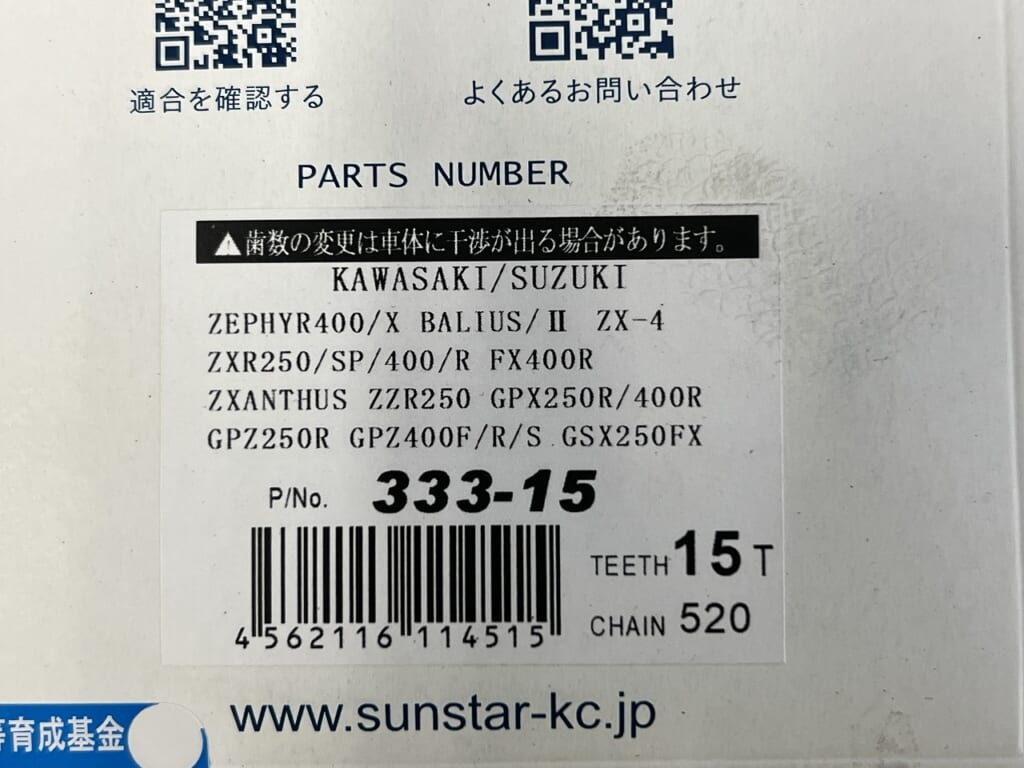 適合を確認する
よくあるお問い合わせ
PARTS NUMBER
⚠歯数の変更は車体に干渉が出る場合があります。
KAWASAKI/SUZUKI
ZEPHYR400/X BALIUS/Ⅱ ZX-4
ZXR250/SP/400/R FX400R
ZXANTHUS ZZR250 GPX250R/400R
GPZ250R GPZ400F/R/S GSX250FX
P/No. 333-15
4 562116 114515
TEETH 15T
CHAIN 520
www.sunstar-kc.jp
育成基金